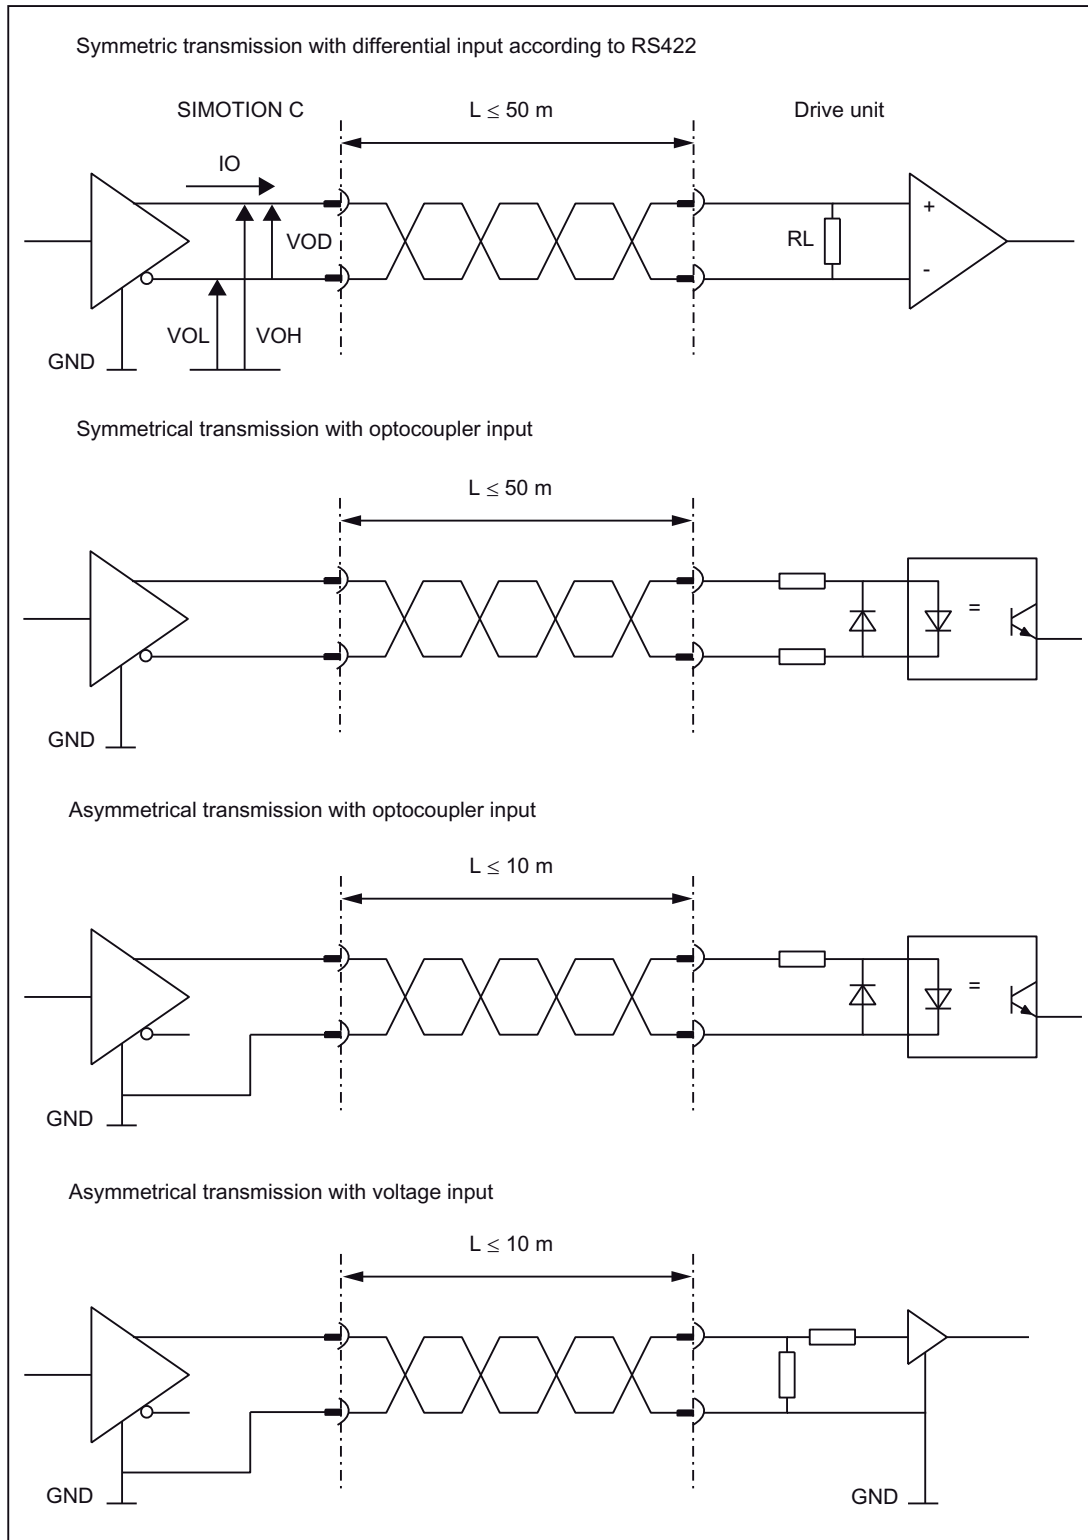 Symmetric transmission with differential input according to RS422
SIMOTION C
L ≤ 50 m
Drive unit
IO
VOD
RL
+
-
VOL
VOH
GND
Symmetrical transmission with optocoupler input
L ≤ 50 m
=
GND
Asymmetrical transmission with optocoupler input
L ≤ 10 m
=
GND
Asymmetrical transmission with voltage input
L ≤ 10 m
GND
GND